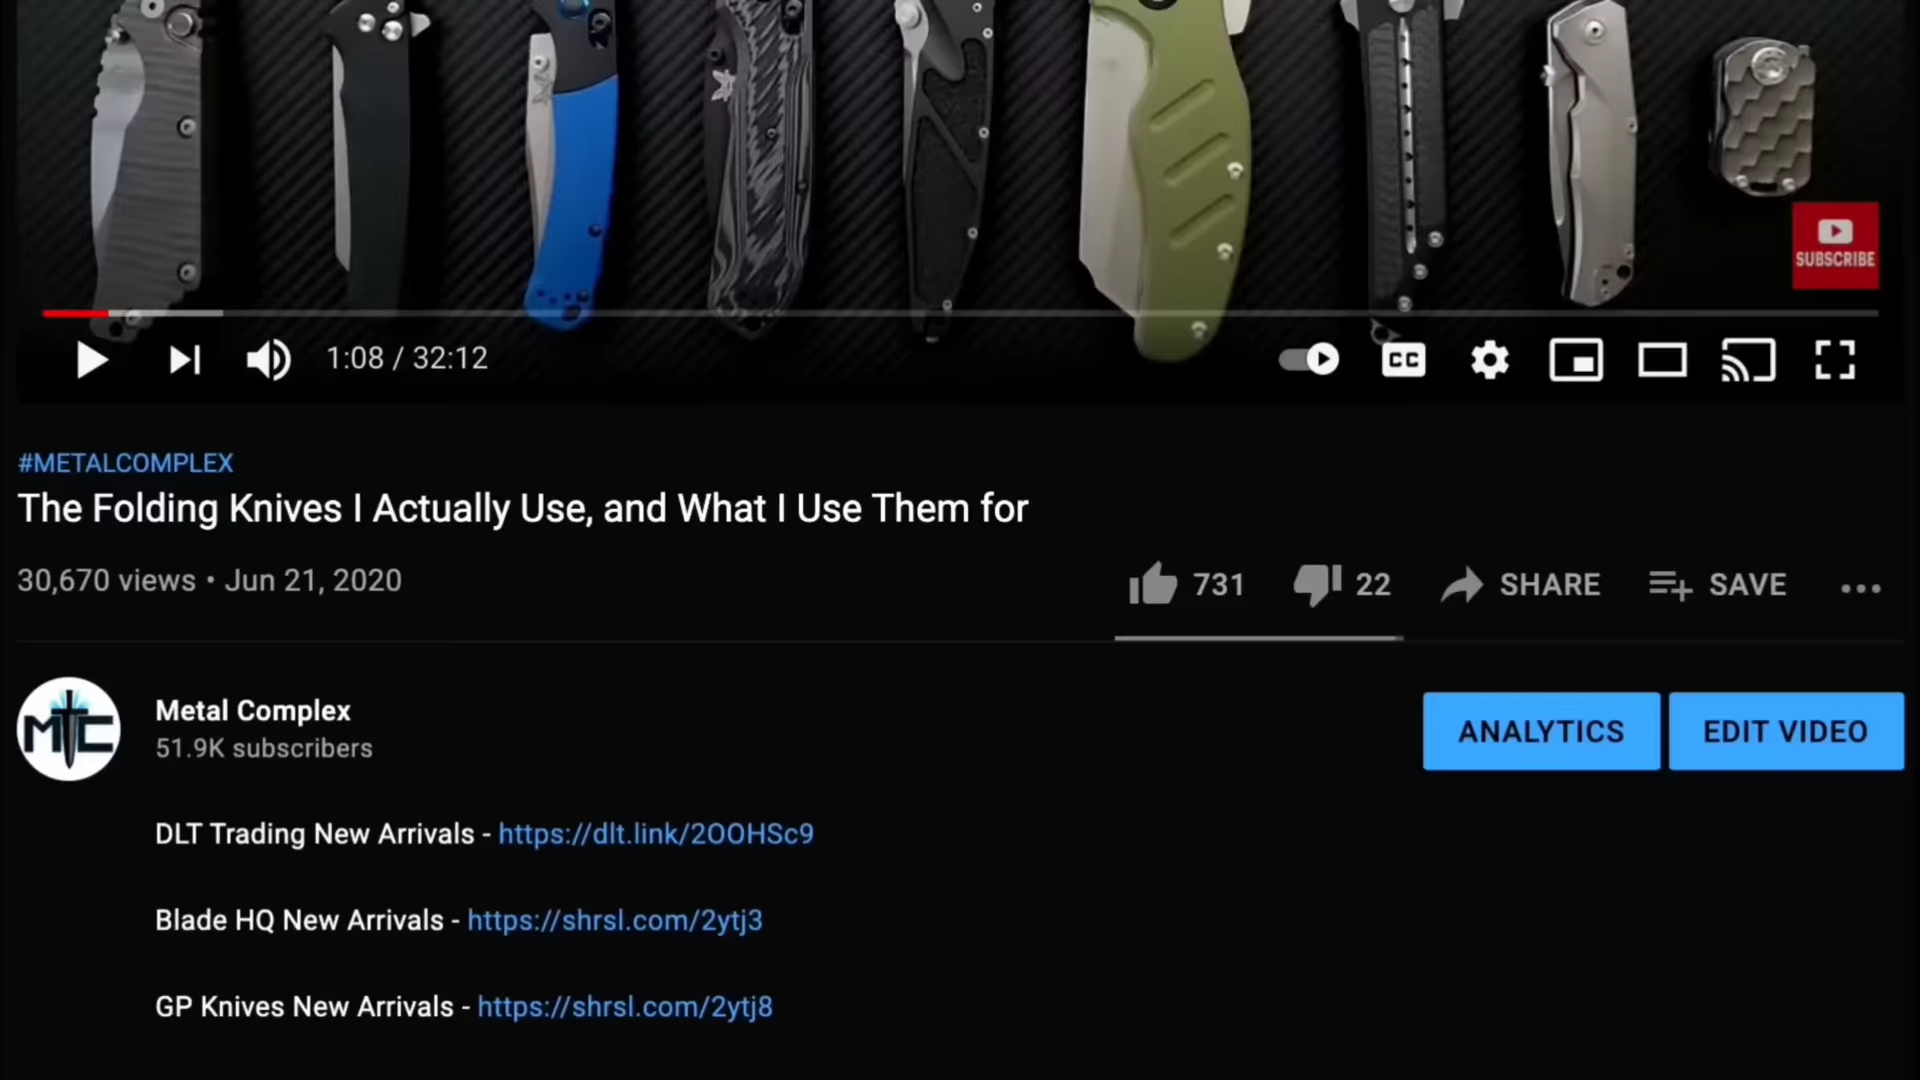 SUBSCRIBE
1:08 / 32:12
CC
#METALCOMPLEX
The Folding Knives I Actually Use, and What I Use Them for
30,670 views • Jun 21, 2020
731 22 SHARE SAVE
MTC
Metal Complex
51.9K subscribers
ANALYTICS EDIT VIDEO
DLT Trading New Arrivals - https://dlt.link/2OOHSc9
Blade HQ New Arrivals - https://shrsl.com/2ytj3
GP Knives New Arrivals - https://shrsl.com/2ytj8